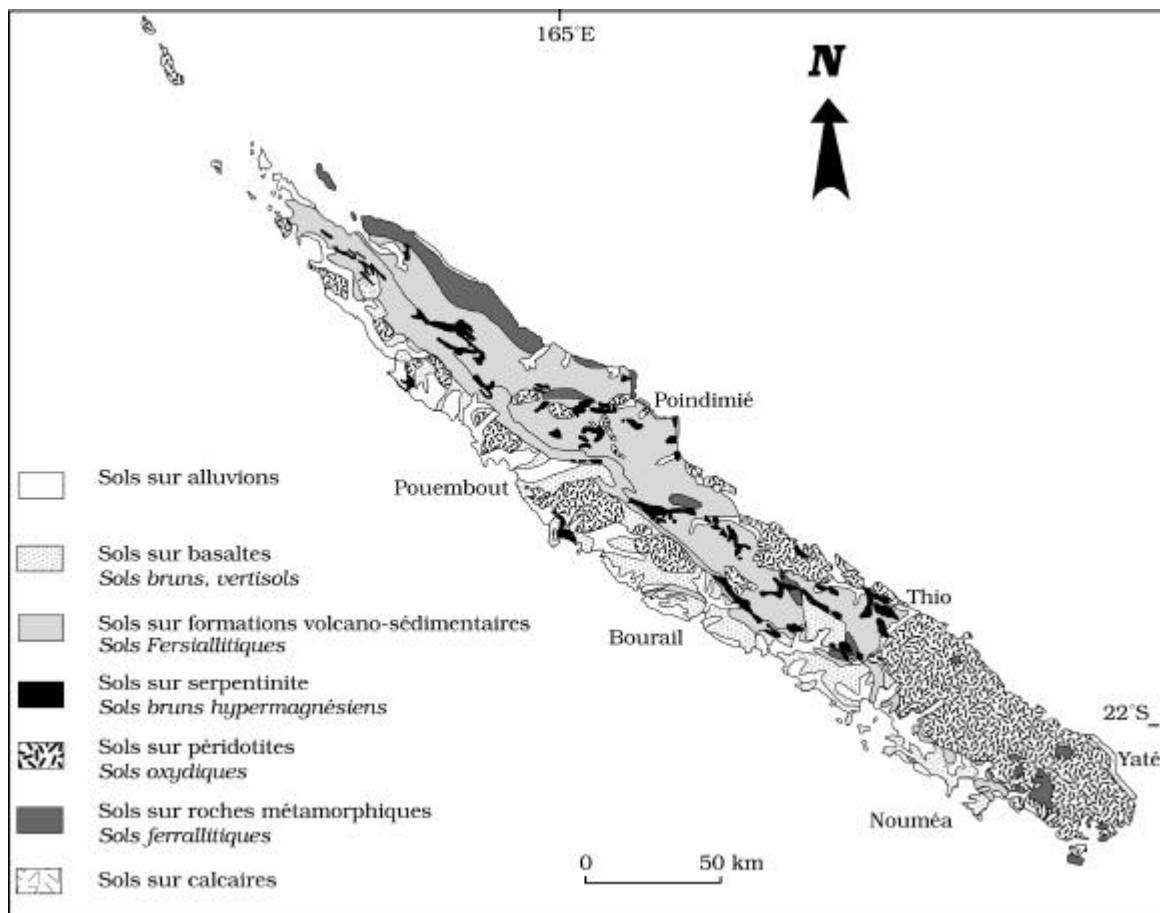 165°E
N
Poindimié
Pouembout
Thio
Bourail
22°S
Yaté
Nouméa
0 50 km
Sols sur alluvions
Sols sur basaltes
Sols bruns, vertisols
Sols sur formations volcano-sédimentaires
Sols Fersiallitiques
Sols sur serpentinite
Sols bruns hypermagnésiens
Sols sur péridotites
Sols oxydiques
Sols sur roches métamorphiques
Sols ferrallitiques
Sols sur calcaires